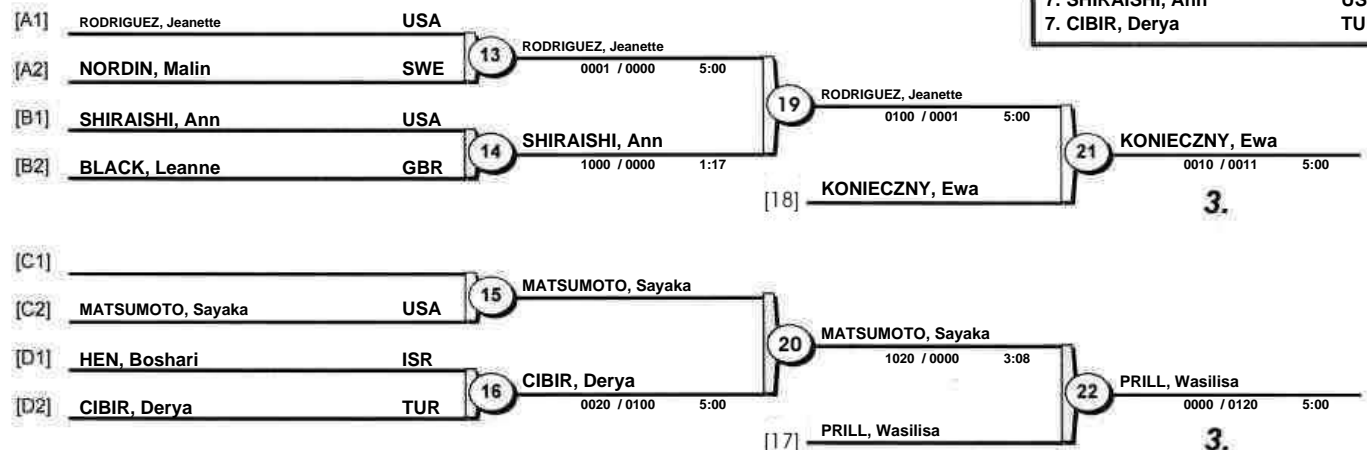 7. SHIRAISHI, Ann US
7. CIBIR, Derya TU
[A1] RODRIGUEZ, Jeanette USA
13 RODRIGUEZ, Jeanette
0001 / 0000 5:00
[A2] NORDIN, Malin SWE
19 RODRIGUEZ, Jeanette
0100 / 0001 5:00
[B1] SHIRAISHI, Ann USA
14 SHIRAISHI, Ann
1000 / 0000 1:17
[B2] BLACK, Leanne GBR
21 KONIECZNY, Ewa
0010 / 0011 5:00
[18] KONIECZNY, Ewa
3.
[C1]
15 MATSUMOTO, Sayaka
[C2] MATSUMOTO, Sayaka USA
20 MATSUMOTO, Sayaka
1020 / 0000 3:08
[D1] HEN, Boshari ISR
16 CIBIR, Derya
0020 / 0100 5:00
[D2] CIBIR, Derya TUR
22 PRILL, Wasilisa
0000 / 0120 5:00
[17] PRILL, Wasilisa
3.